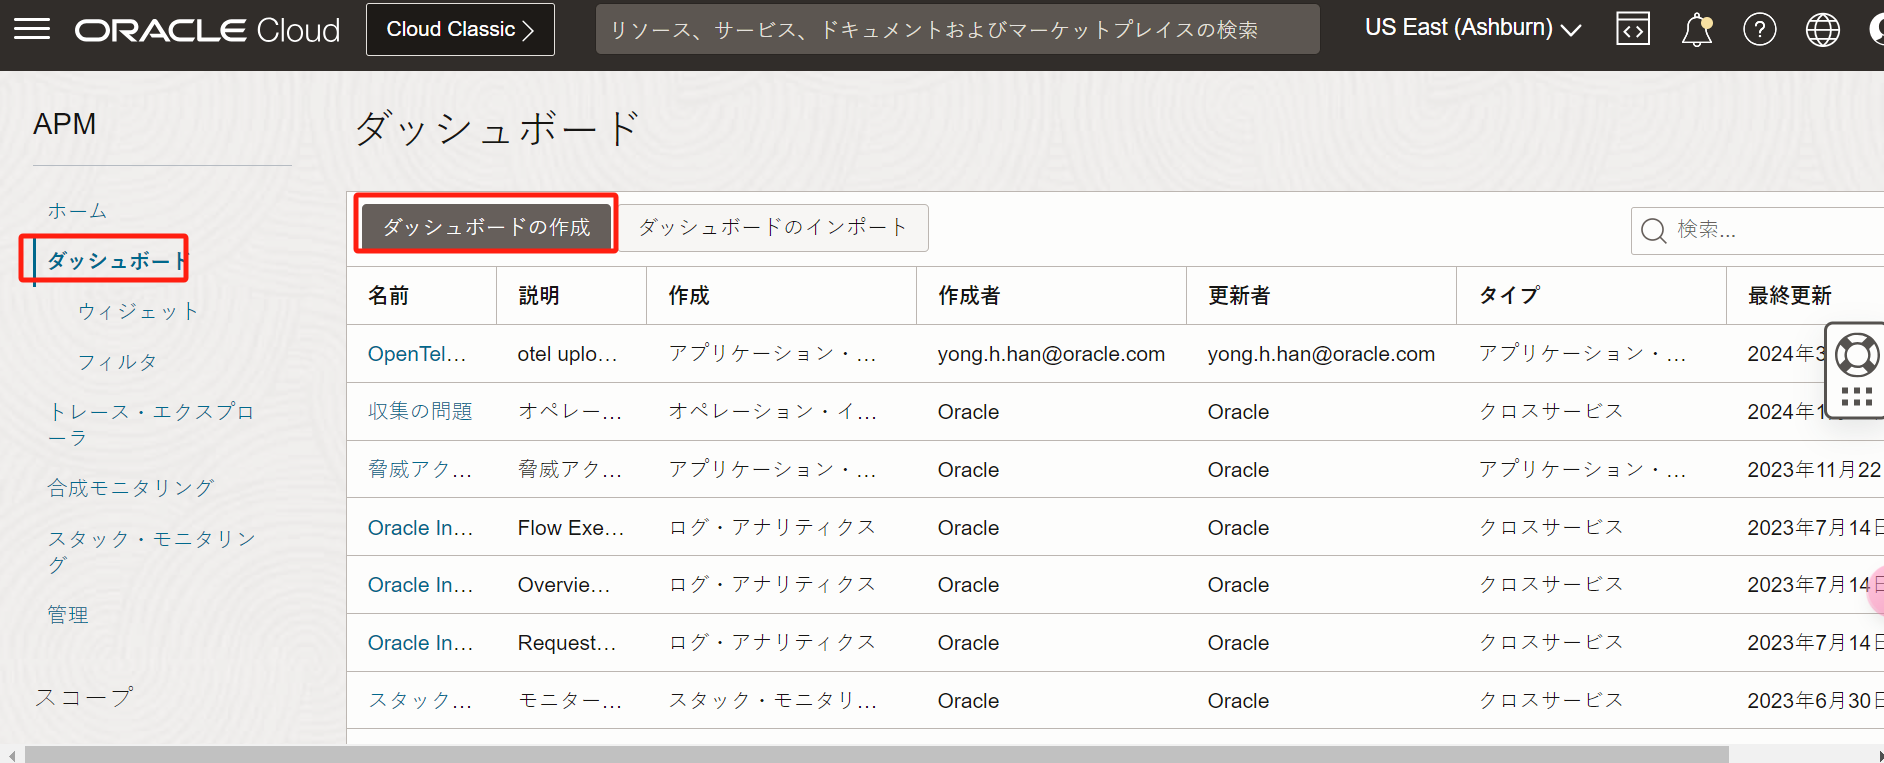 ORACLE Cloud
Cloud Classic
リソース、サービス、ドキュメントおよびマーケットプレイスの検索
US East (Ashburn)
APM
ホーム
ダッシュボード
ウィジェット
フィルタ
トレース・エクスプロ
ーラ
合成モニタリング
スタック・モニタリン
グ
管理
スコープ
ダッシュボード
ダッシュボードの作成 ダッシュボードのインポート
検索...
名前 説明 作成 作成者 更新者 タイプ 最終更新
OpenTel... otel uplo... アプリケーション・... yong.h.han@oracle.com yong.h.han@oracle.com アプリケーション・... 2024年3
収集の問題 オペレー... オペレーション・イ... Oracle Oracle クロスサービス 2024年1
脅威アク... 脅威アク... アプリケーション・... Oracle Oracle アプリケーション・... 2023年11月22
Oracle In... Flow Exe... ログ・アナリティクス Oracle Oracle クロスサービス 2023年7月14日
Oracle In... Overvie... ログ・アナリティクス Oracle Oracle クロスサービス 2023年7月14日
Oracle In... Request... ログ・アナリティクス Oracle Oracle クロスサービス 2023年7月14日
スタック... モニター... スタック・モニタリ... Oracle Oracle クロスサービス 2023年6月30日